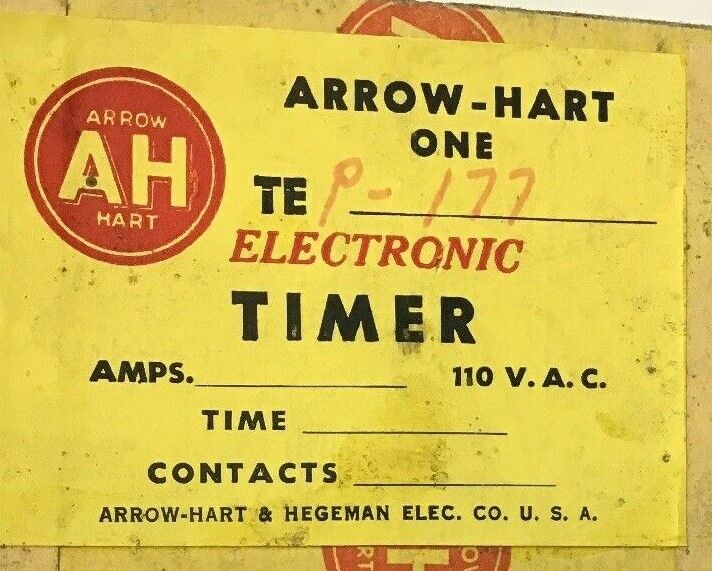 ARROW
AH
HART
ARROW-HART
ONE
TE P-177
ELECTRONIC
TIMER
AMPS. 110 V. A. C.
TIME
CONTACTS
ARROW-HART & HEGEMAN ELEC. CO. U. S. A.